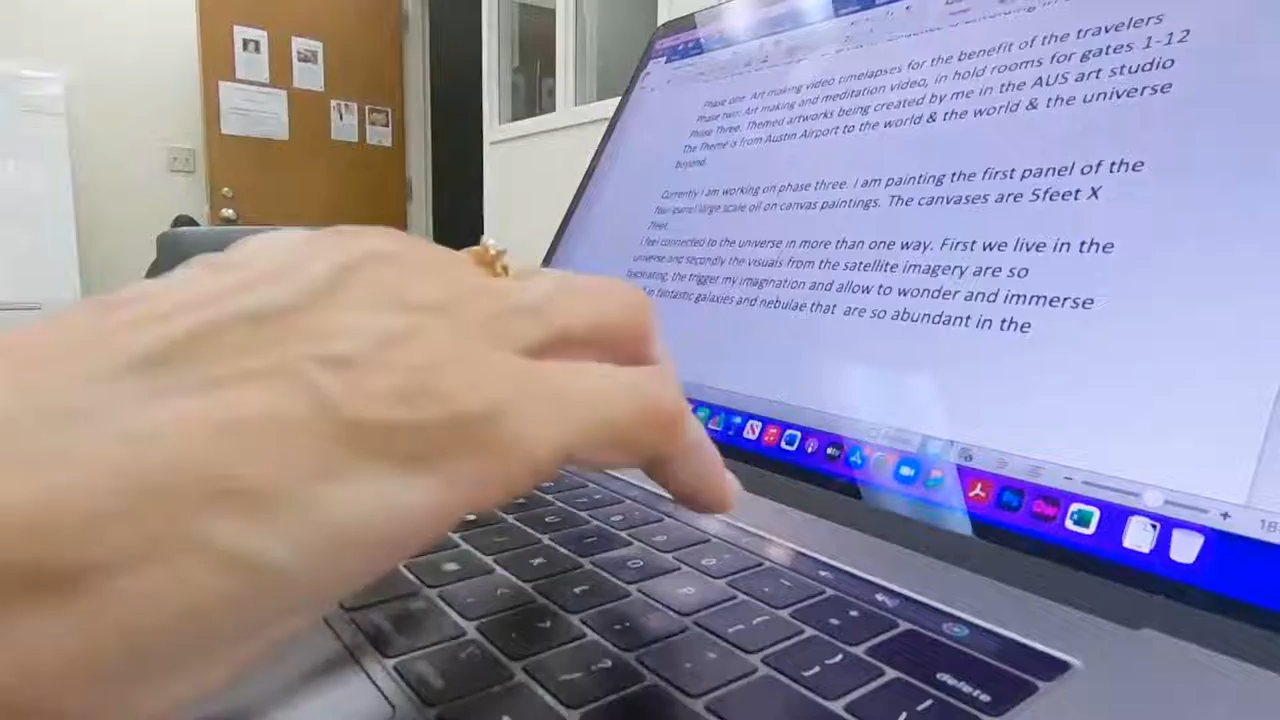 Phase one. Art making video timelapses for the benefit of the travelers
Phase two: Art making and meditation video, in hold rooms for gates 1-12
Phase Three. Themed artworks being created by me in the AUS art studio
The Theme is from Austin Airport to the world & the world & the universe
beyond.
Currently I am working on phase three. I am painting the first panel of the
four-panel large scale oil on canvas paintings. The canvases are 5feet X
7feet.
I feel connected to the universe in more than one way. First we live in the
universe and secondly the visuals from the satellite imagery are so
fascinating, the trigger my imagination and allow to wonder and immerse
in fantastic galaxies and nebulae that are so abundant in the
18
delete